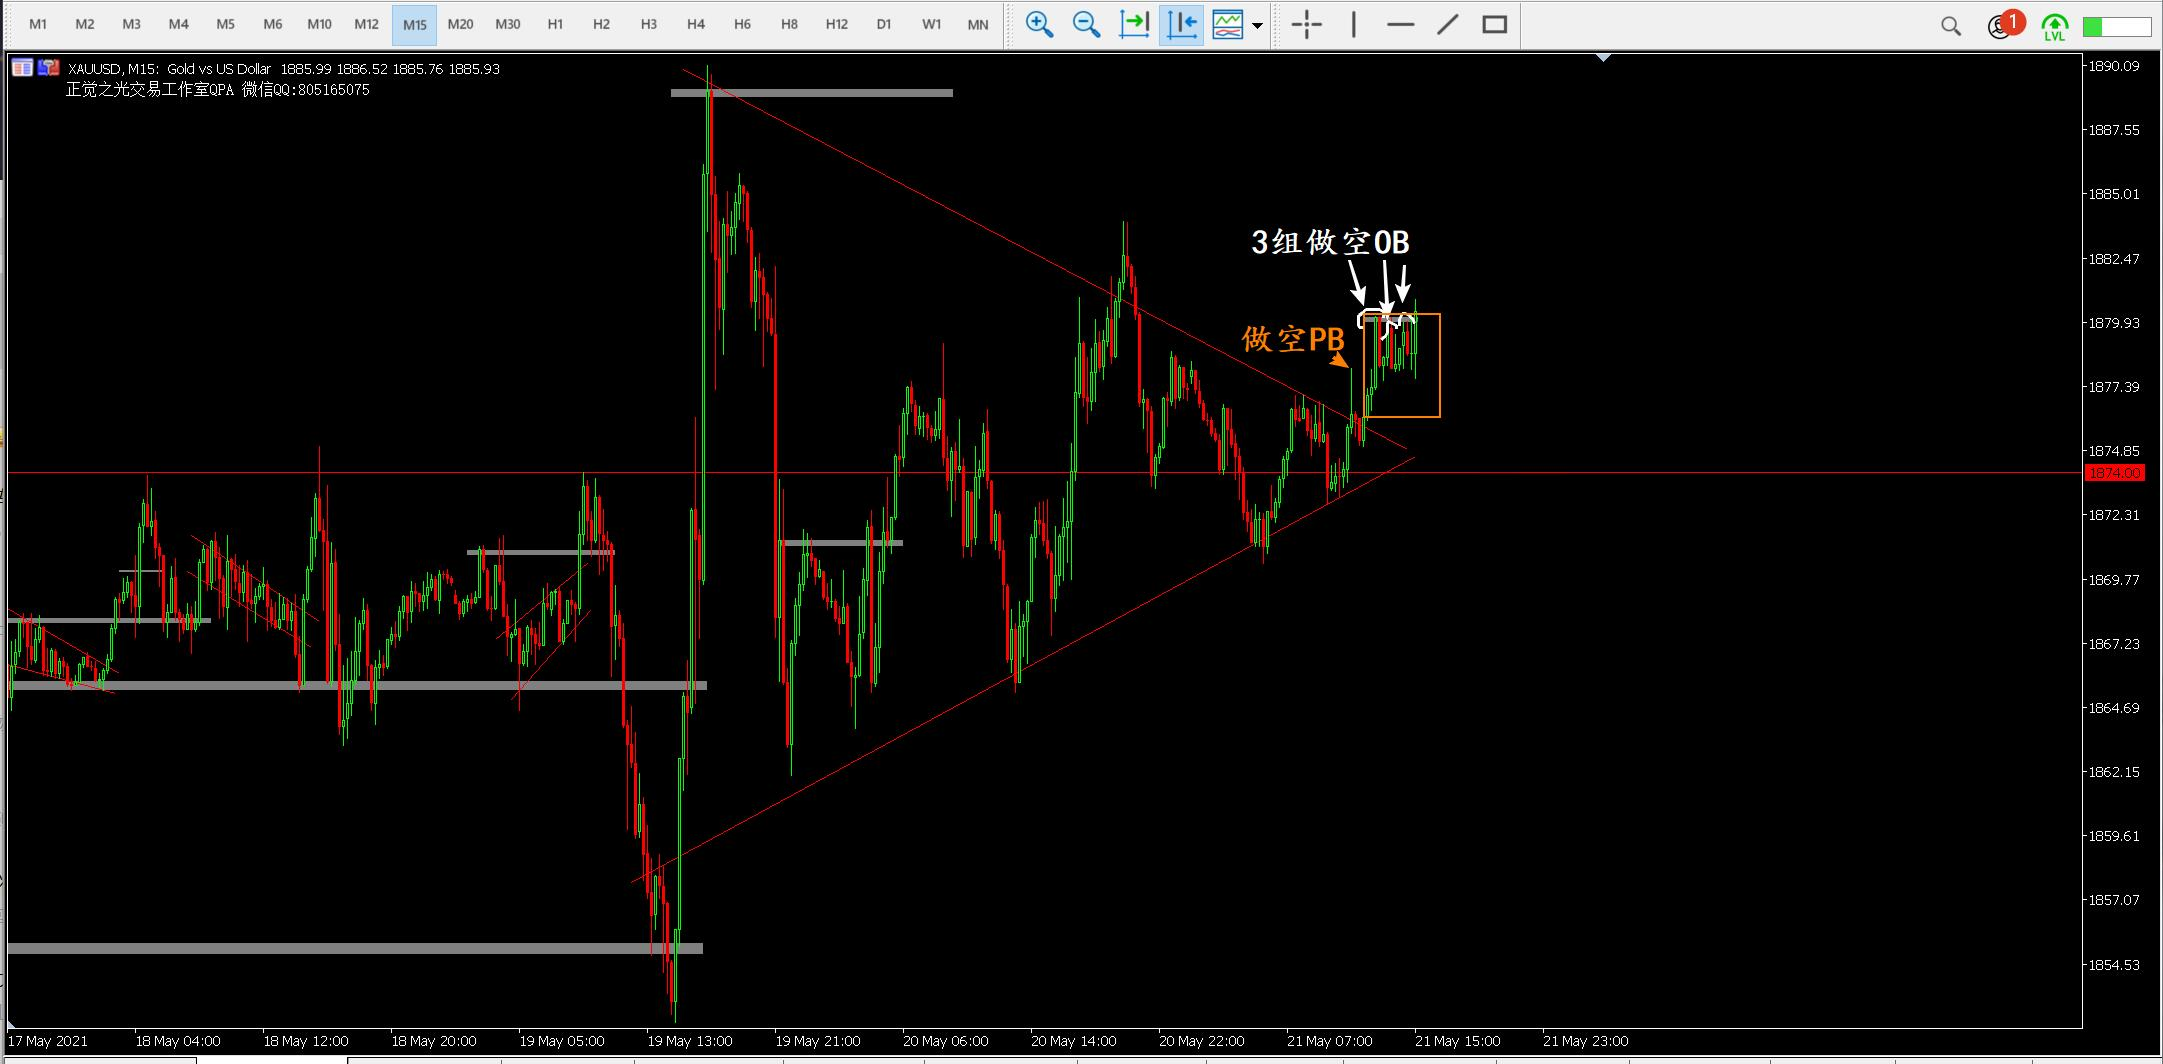 M1 M2 M3 M4 M5 M6 M10 M12 M15 M20 M30 H1 H2 H3 H4 H6 H8 H12 D1 W1 MN
1
LVL
XAUUSD, M15: Gold vs US Dollar 1885.99 1886.52 1885.76 1885.93
正觉之光交易工作室QPA 微信QQ:805165075
3组做空OB
做空PB
1890.09
1887.55
1885.01
1882.47
1879.93
1877.39
1874.85
1874.00
1872.31
1869.77
1867.23
1864.69
1862.15
1859.61
1857.07
1854.53
17 May 2021 18 May 04:00 18 May 12:00 18 May 20:00 19 May 05:00 19 May 13:00 19 May 21:00 20 May 06:00 20 May 14:00 20 May 22:00 21 May 07:00 21 May 15:00 21 May 23:00